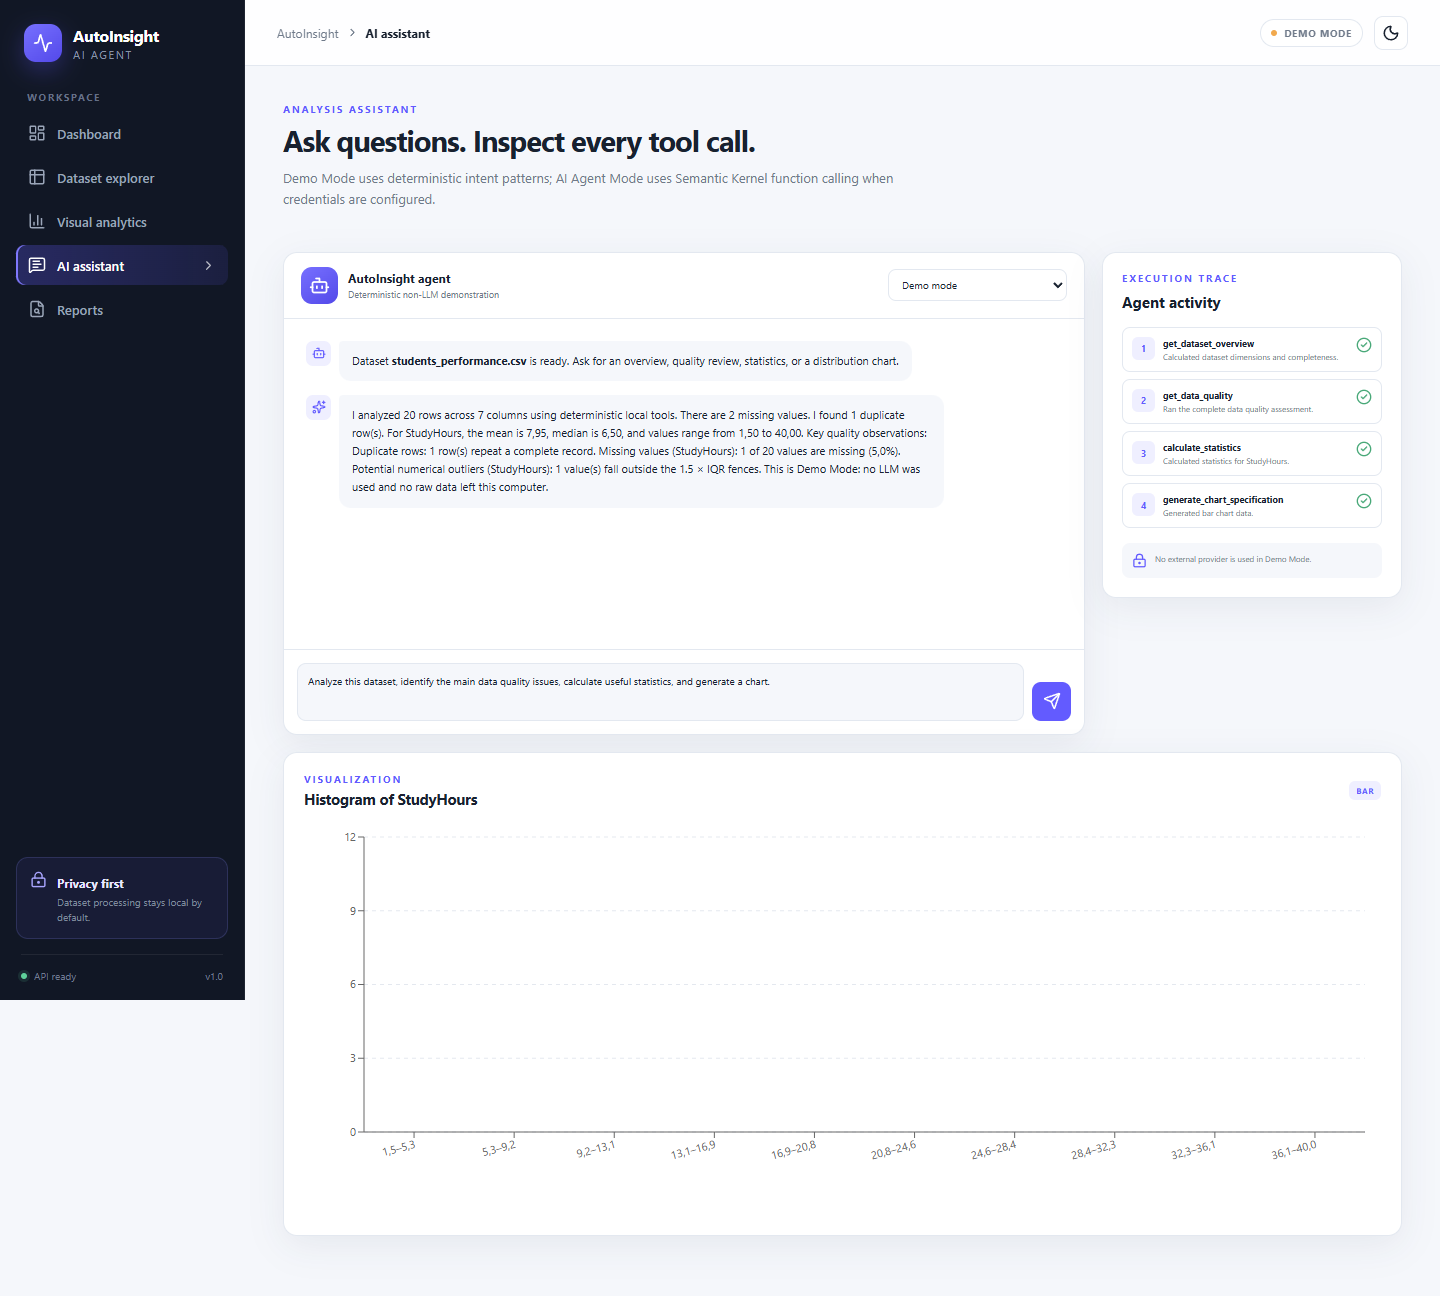 AutoInsight
AI AGENT
WORKSPACE
Dashboard
Dataset explorer
Visual analytics
AI assistant
Reports
Privacy first
Dataset processing stays local by
default.
API ready
v1.0
AutoInsight
AI assistant
DEMO MODE
ANALYSIS ASSISTANT
Ask questions. Inspect every tool call.
Demo Mode uses deterministic intent patterns; AI Agent Mode uses Semantic Kernel function calling when
credentials are configured.
AutoInsight agent
Deterministic non-LLM demonstration
Demo mode
Dataset students_performance.csv is ready. Ask for an overview, quality review, statistics, or a distribution chart.
I analyzed 20 rows across 7 columns using deterministic local tools. There are 2 missing values. I found 1 duplicate
row(s). For StudyHours, the mean is 7,95, median is 6,50, and values range from 1,50 to 40,00. Key quality observations:
Duplicate rows: 1 row(s) repeat a complete record. Missing values (StudyHours): 1 of 20 values are missing (5,0%).
Potential numerical outliers (StudyHours): 1 value(s) fall outside the 1.5 × IQR fences. This is Demo Mode: no LLM was
used and no raw data left this computer.
Analyze this dataset, identify the main data quality issues, calculate useful statistics, and generate a chart.
EXECUTION TRACE
Agent activity
1
get_dataset_overview
Calculated dataset dimensions and completeness.
2
get_data_quality
Ran the complete data quality assessment.
3
calculate_statistics
Calculated statistics for StudyHours.
4
generate_chart_specification
Generated bar chart data.
No external provider is used in Demo Mode.
VISUALIZATION
Histogram of StudyHours
BAR
12
9
6
3
0
1,5–5,3
5,3–9,2
9,2–13,1
13,1–16,9
16,9–20,8
20,8–24,6
24,6–28,4
28,4–32,3
32,3–36,1
36,1–40,0